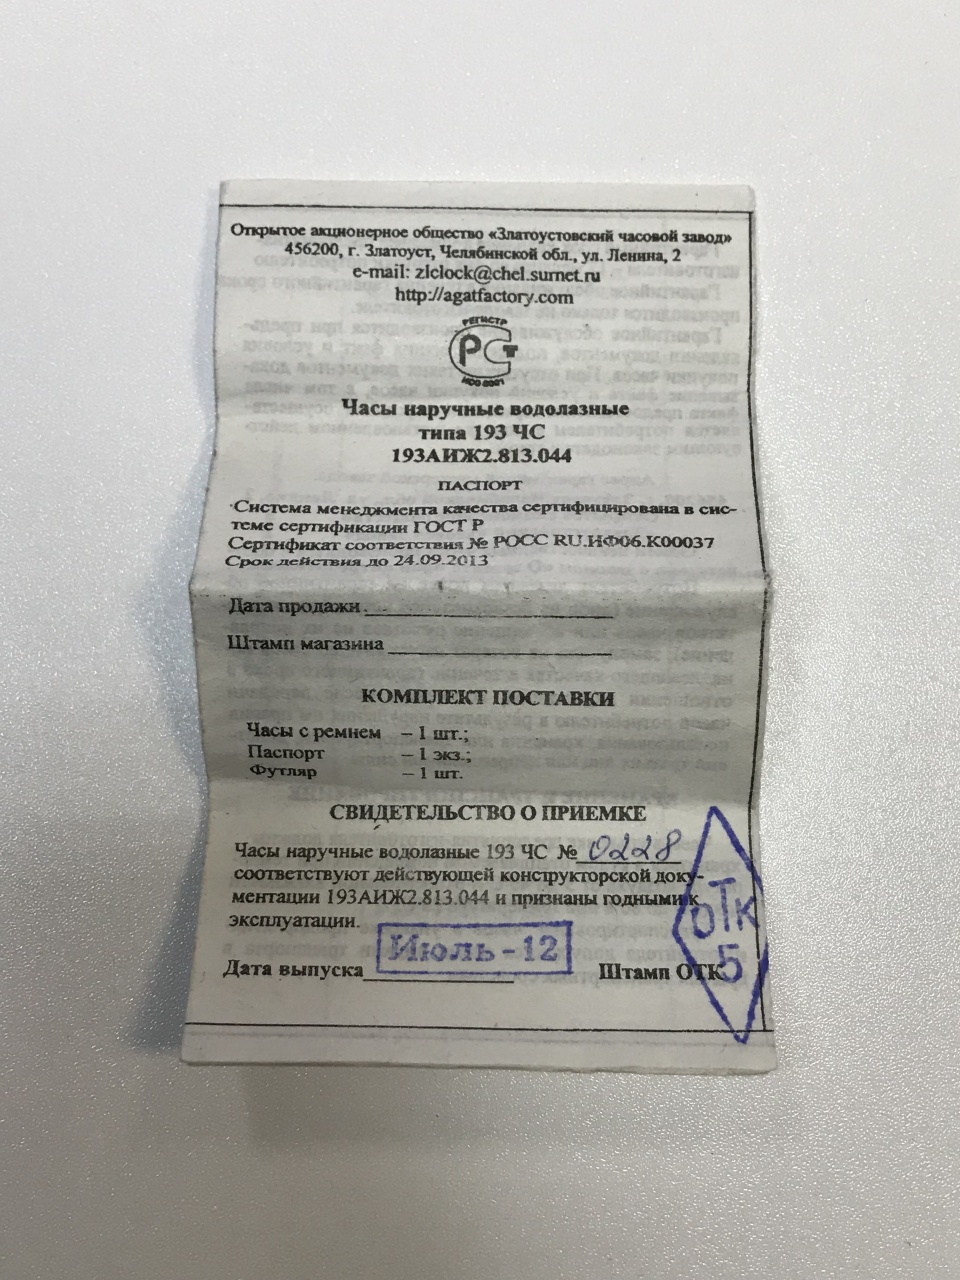 Открытое акционерное общество «Златоустовский часовой завод»
456200, г. Златоуст, Челябинской обл., ул. Ленина, 2
e-mail: zlclock@chel.surnet.ru
http://agatfactory.com
РЕГИСТР
РСТ
ИСО 9001
Часы наручные водолазные
типа 193 ЧС
193АИЖ2.813.044
ПАСПОРТ
Система менеджмента качества сертифицирована в сис-
теме сертификации ГОСТ Р
Сертификат соответствия № РОСС RU.ИФ06.К00037
Срок действия до 24.09.2013
Дата продажи
Штамп магазина
КОМПЛЕКТ ПОСТАВКИ
Часы с ремнем – 1 шт.;
Паспорт – 1 экз.;
Футляр – 1 шт.
СВИДЕТЕЛЬСТВО О ПРИЕМКЕ
Часы наручные водолазные 193 ЧС № 0228
соответствуют действующей конструкторской доку-
ментации 193АИЖ2.813.044 и признаны годными к
эксплуатации.
Дата выпуска Июль - 12 Штамп ОТК
ОТК
5